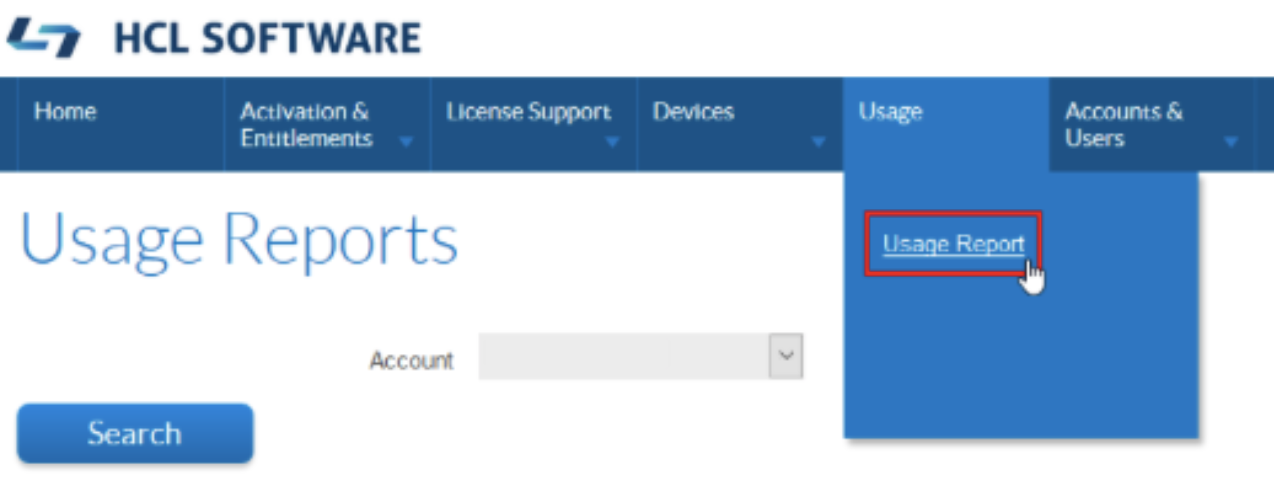 HCL SOFTWARE
Home
Activation &
Entitlements
License Support
Devices
Usage
Accounts &
Users
Usage Reports
Usage Report
Account
Search